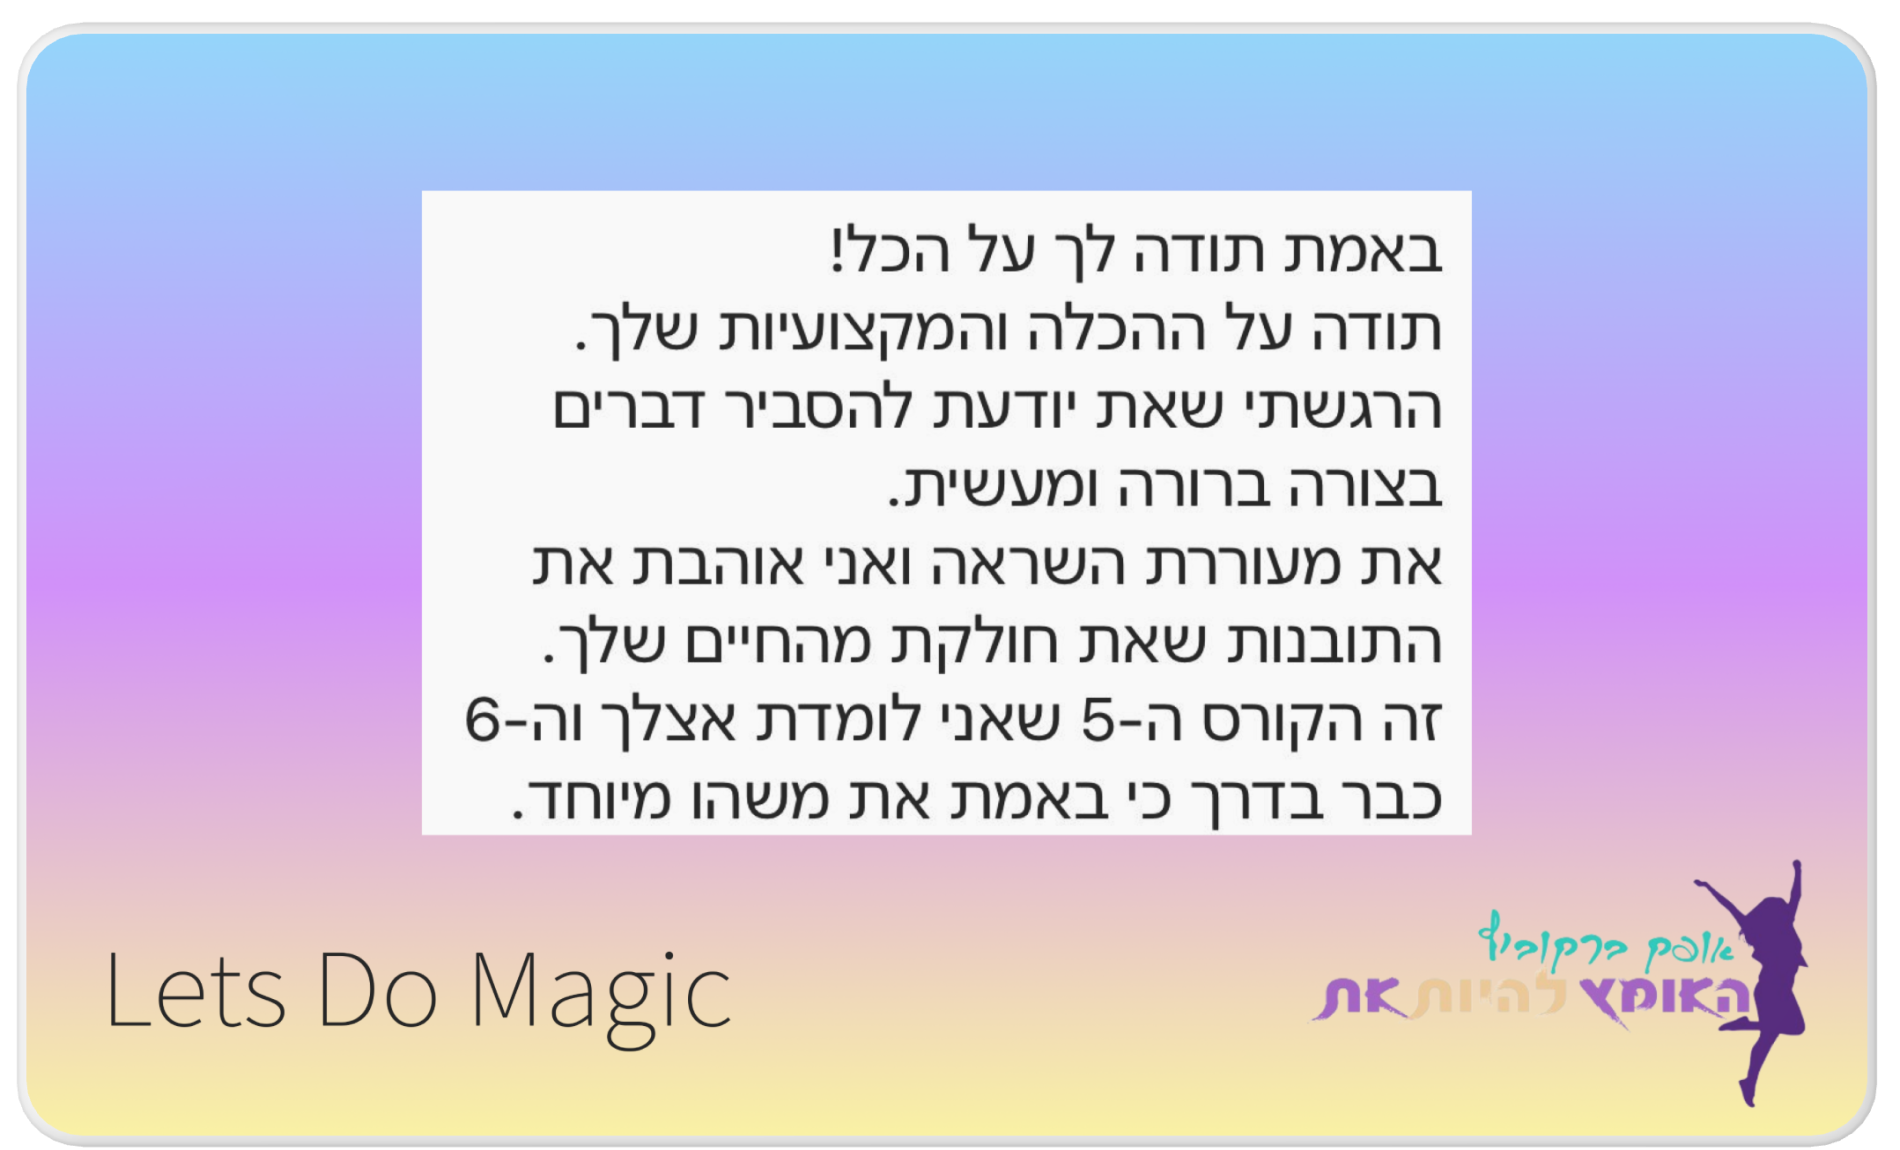 באמת תודה לך על הכל!
תודה על ההכלה והמקצועיות שלך.
הרגשתי שאת יודעת להסביר דברים
בצורה ברורה ומעשית.
את מעוררת השראה ואני אוהבת את
התובנות שאת חולקת מהחיים שלך.
זה הקורס ה-5 שאני לומדת אצלך וה-6
כבר בדרך כי באמת את משהו מיוחד.
אופק ברקוביץ
האומץ להיות את
Lets Do Magic